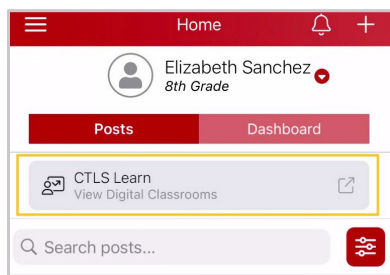 Home
Elizabeth Sanchez
8th Grade
Posts Dashboard
CTLS Learn
View Digital Classrooms
Search posts...